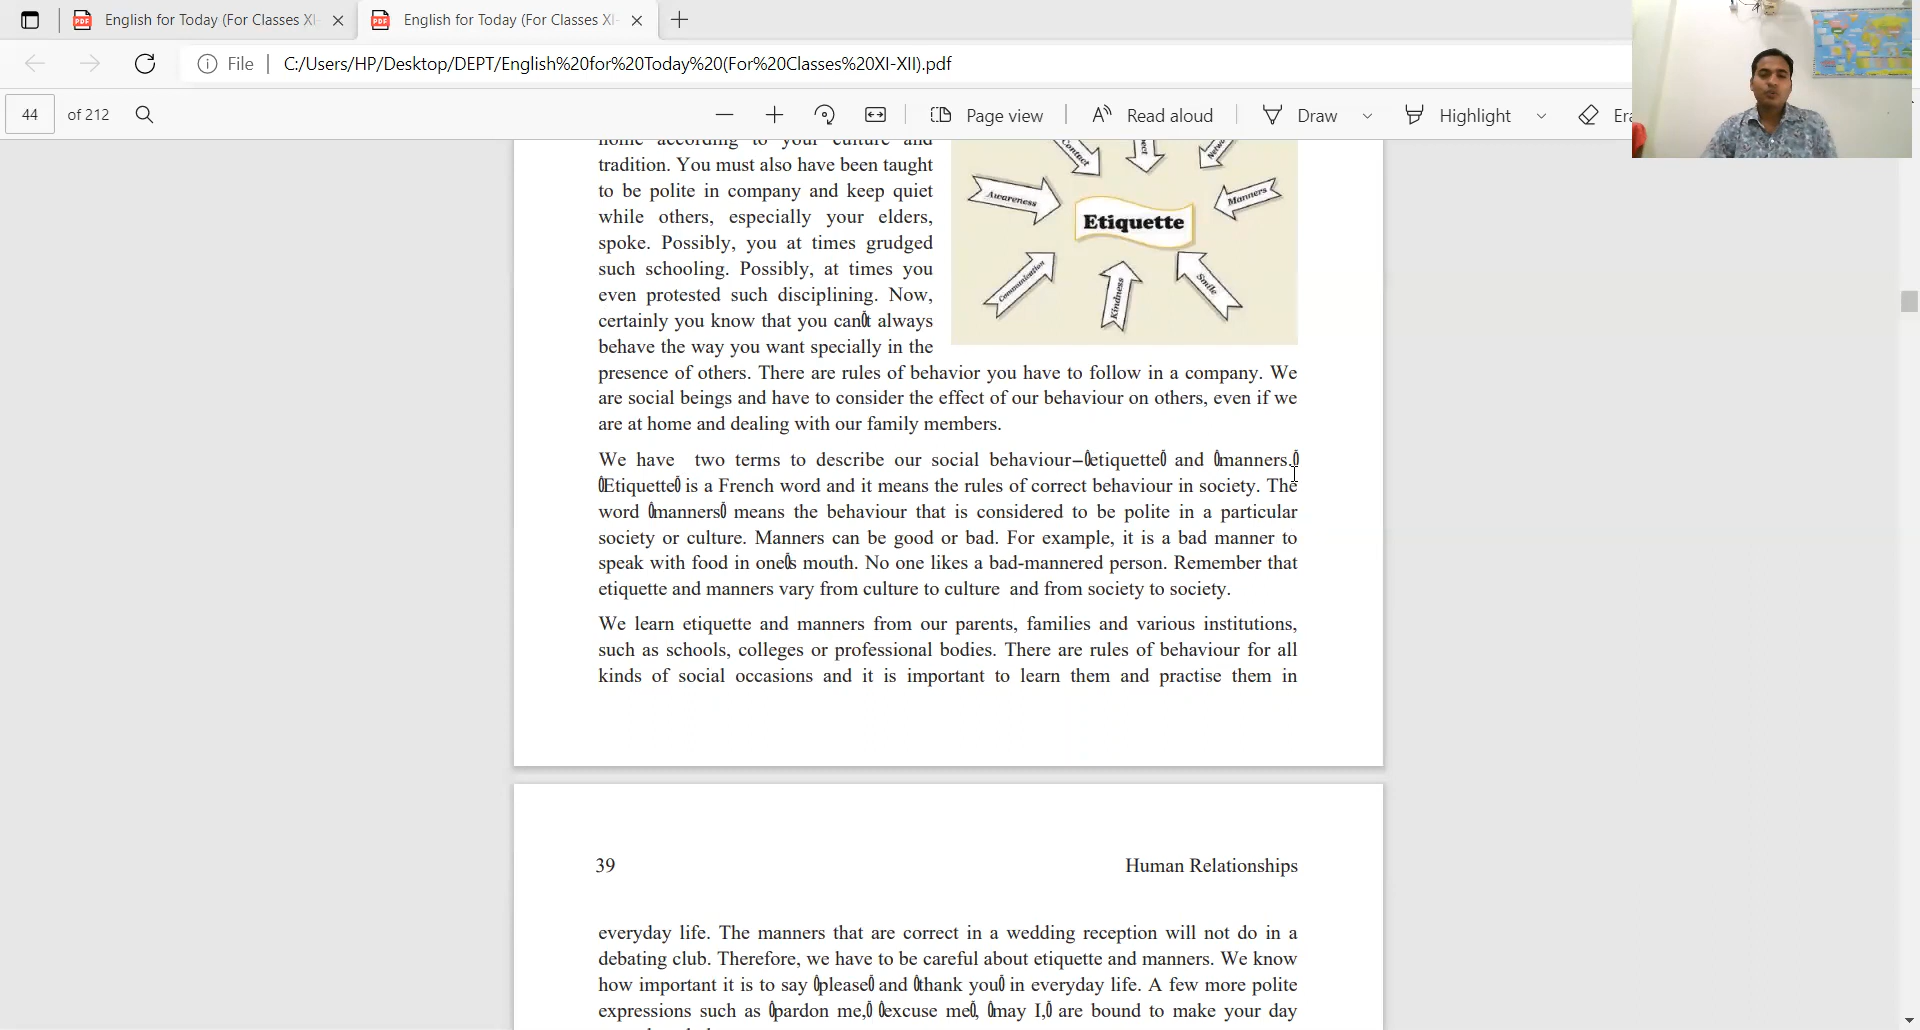 English for Today (For Classes XI-
English for Today (For Classes XI-
File
C:/Users/HP/Desktop/DEPT/English%20for%20Today%20(For%20Classes%20XI-XII).pdf
44 of 212
Page view
Read aloud
Draw
Highlight
Era
home according to your culture and
tradition. You must also have been taught
to be polite in company and keep quiet
while others, especially your elders,
spoke. Possibly, you at times grudged
such schooling. Possibly, at times you
even protested such disciplining. Now,
certainly you know that you can't always
behave the way you want specially in the
Contact
Awareness
Manners
Etiquette
Communication
Kindness
Smile
presence of others. There are rules of behavior you have to follow in a company. We
are social beings and have to consider the effect of our behaviour on others, even if we
are at home and dealing with our family members.
We have two terms to describe our social behaviour–'etiquette' and 'manners.'
'Etiquette' is a French word and it means the rules of correct behaviour in society. The
word 'manners' means the behaviour that is considered to be polite in a particular
society or culture. Manners can be good or bad. For example, it is a bad manner to
speak with food in one's mouth. No one likes a bad-mannered person. Remember that
etiquette and manners vary from culture to culture and from society to society.
We learn etiquette and manners from our parents, families and various institutions,
such as schools, colleges or professional bodies. There are rules of behaviour for all
kinds of social occasions and it is important to learn them and practise them in
39
Human Relationships
everyday life. The manners that are correct in a wedding reception will not do in a
debating club. Therefore, we have to be careful about etiquette and manners. We know
how important it is to say 'please' and 'thank you' in everyday life. A few more polite
expressions such as 'pardon me,' 'excuse me', 'may I,' are bound to make your day